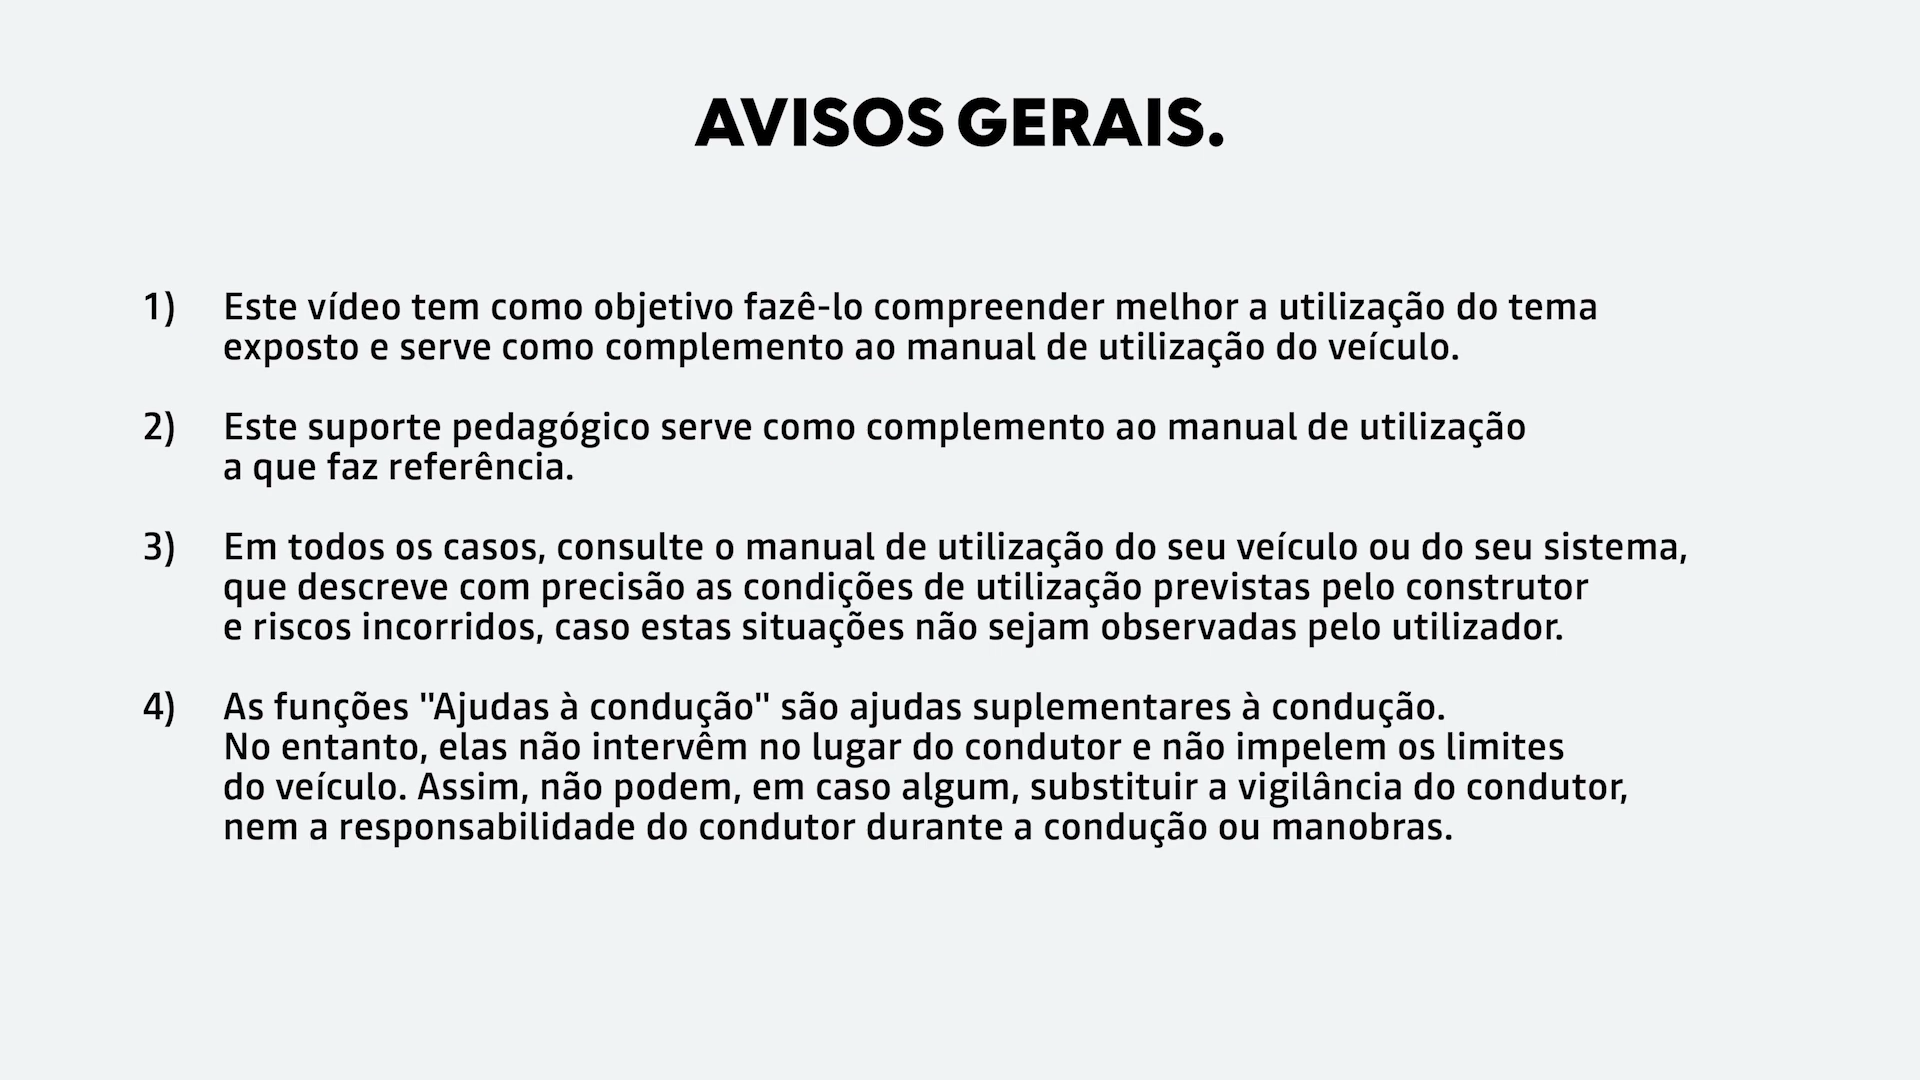 AVISOS GERAIS.
1) Este vídeo tem como objetivo fazê-lo compreender melhor a utilização do tema
exposto e serve como complemento ao manual de utilização do veículo.
2) Este suporte pedagógico serve como complemento ao manual de utilização
a que faz referência.
3) Em todos os casos, consulte o manual de utilização do seu veículo ou do seu sistema,
que descreve com precisão as condições de utilização previstas pelo construtor
e riscos incorridos, caso estas situações não sejam observadas pelo utilizador.
4) As funções "Ajudas à condução" são ajudas suplementares à condução.
No entanto, elas não intervêm no lugar do condutor e não impelem os limites
do veículo. Assim, não podem, em caso algum, substituir a vigilância do condutor,
nem a responsabilidade do condutor durante a condução ou manobras.